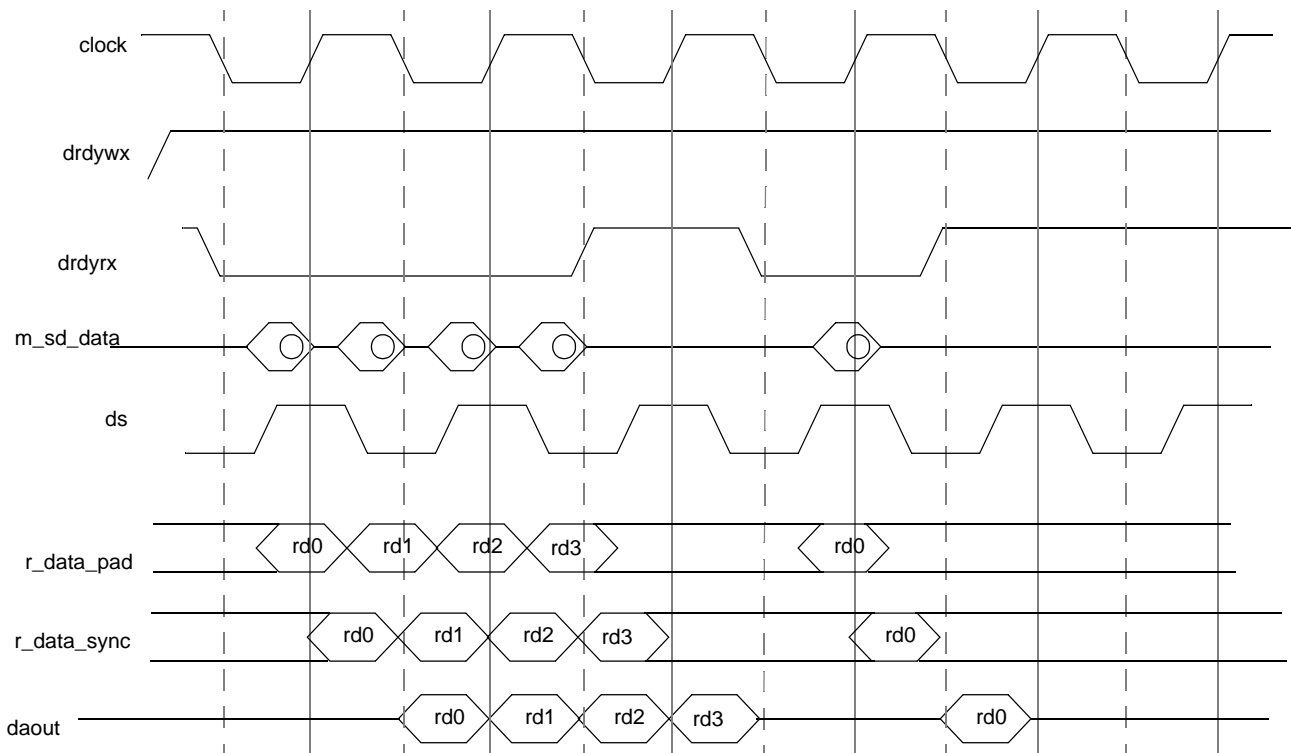 clock
drdywx
drdyrx
m_sd_data
ds
r_data_pad rd0 rd1 rd2 rd3 rd0
r_data_sync rd0 rd1 rd2 rd3 rd0
daout rd0 rd1 rd2 rd3 rd0